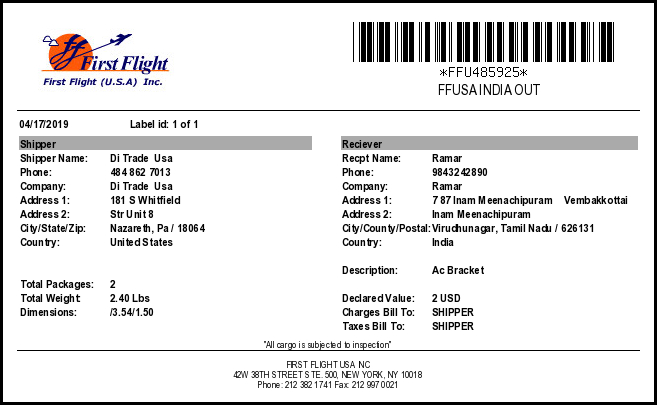 First Flight
First Flight (U.S.A) Inc.
*FFU485925*
FFUSA INDIA OUT
04/17/2019 Label id: 1 of 1
Shipper Reciever
Shipper Name: Di Trade Usa Recpt Name: Ramar
Phone: 484 862 7013 Phone: 9843242890
Company: Di Trade Usa Company: Ramar
Address 1: 181 S Whitfield Address 1: 7 87 Inam Meenachipuram Vembakkottai
Address 2: Str Unit 8 Address 2: Inam Meenachipuram
City/State/Zip: Nazareth, Pa / 18064 City/County/Postal: Virudhunagar, Tamil Nadu / 626131
Country: United States Country: India
Description: Ac Bracket
Total Packages: 2
Total Weight: 2.40 Lbs Declared Value: 2 USD
Dimensions: /3.54/1.50 Charges Bill To: SHIPPER
Taxes Bill To: SHIPPER
"All cargo is subjected to inspection"
FIRST FLIGHT USA INC
42W 38TH STREET STE. 500, NEW YORK, NY 10018
Phone: 212 382 1741 Fax: 212 997 0021